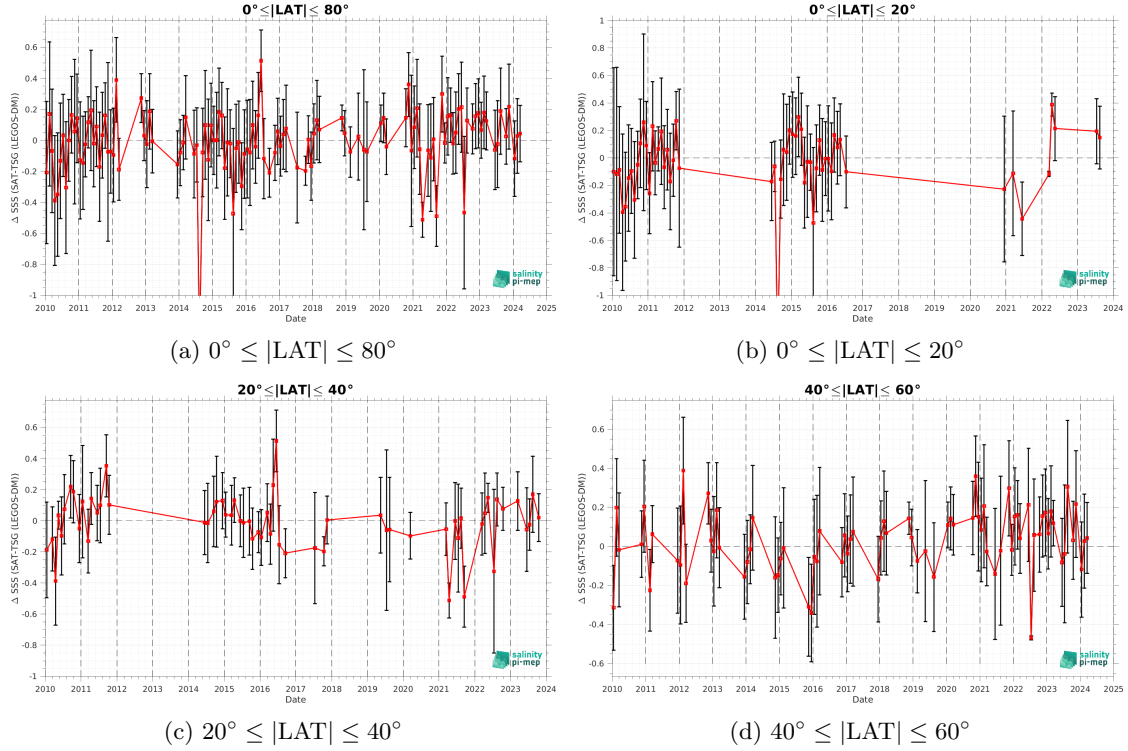 0°≤|LAT|≤ 80°
Δ SSS (SAT-TSG (LEGOS-DM))
0.6
0.4
0.2
0
-0.2
-0.4
-0.6
-0.8
-1
2010 2011 2012 2013 2014 2015 2016 2017 2018 2019 2020 2021 2022 2023 2024 2025
Date
salinity
pi-mep
(a) 0° ≤ |LAT| ≤ 80°
0°≤|LAT|≤ 20°
Δ SSS (SAT-TSG (LEGOS-DM))
1
0.8
0.6
0.4
0.2
0
-0.2
-0.4
-0.6
-0.8
-1
2010 2011 2012 2013 2014 2015 2016 2017 2018 2019 2020 2021 2022 2023 2024
Date
salinity
pi-mep
(b) 0° ≤ |LAT| ≤ 20°
20°≤|LAT|≤ 40°
Δ SSS (SAT-TSG (LEGOS-DM))
0.6
0.4
0.2
0
-0.2
-0.4
-0.6
-0.8
-1
2010 2011 2012 2013 2014 2015 2016 2017 2018 2019 2020 2021 2022 2023 2024
Date
salinity
pi-mep
(c) 20° ≤ |LAT| ≤ 40°
40°≤|LAT|≤ 60°
Δ SSS (SAT-TSG (LEGOS-DM))
0.6
0.4
0.2
0
-0.2
-0.4
-0.6
2010 2011 2012 2013 2014 2015 2016 2017 2018 2019 2020 2021 2022 2023 2024 2025
Date
salinity
pi-mep
(d) 40° ≤ |LAT| ≤ 60°